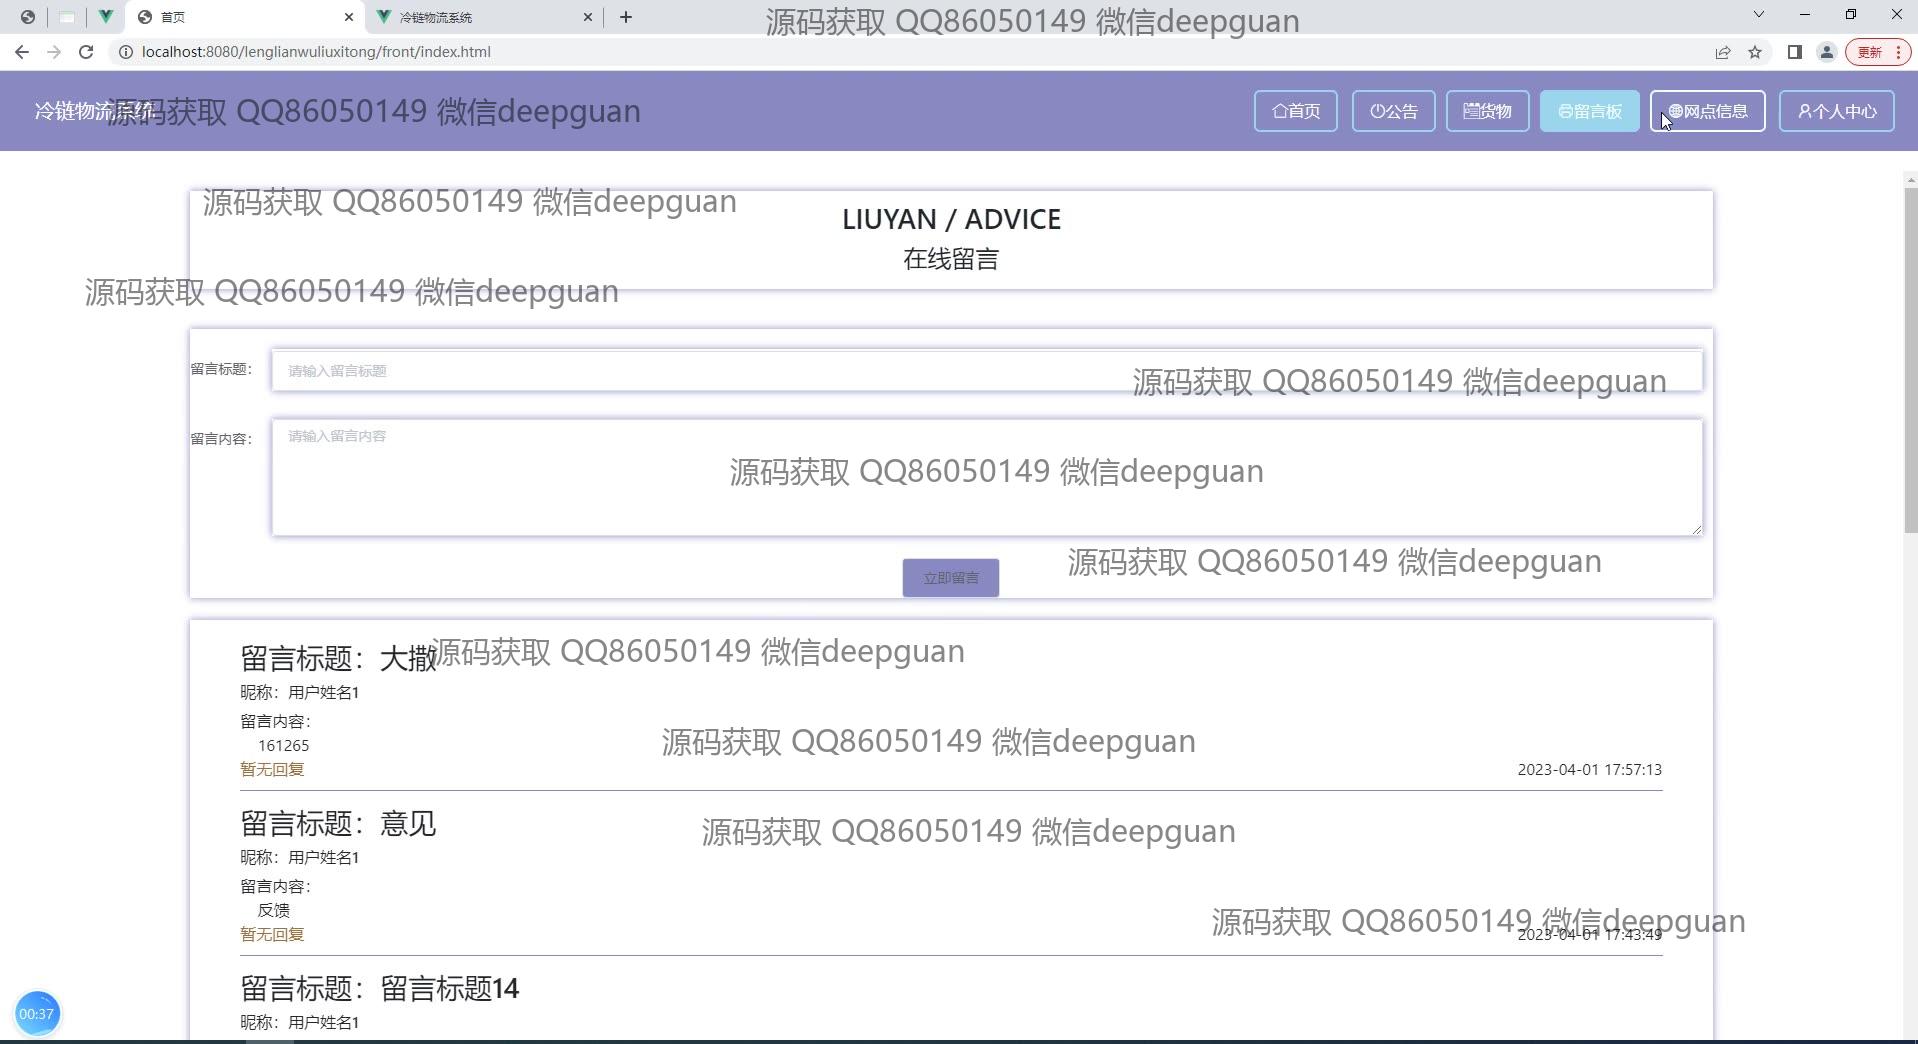 首页
冷链物流系统
源码获取 QQ86050149 微信deepguan
localhost:8080/lenglianwuliuxitong/front/index.html
更新
冷链物流系统
源码获取 QQ86050149 微信deepguan
首页
公告
货物
留言板
网点信息
个人中心
源码获取 QQ86050149 微信deepguan
LIUYAN / ADVICE
在线留言
源码获取 QQ86050149 微信deepguan
留言标题:
请输入留言标题
源码获取 QQ86050149 微信deepguan
留言内容:
请输入留言内容
源码获取 QQ86050149 微信deepguan
立即留言
源码获取 QQ86050149 微信deepguan
留言标题：大撒
源码获取 QQ86050149 微信deepguan
昵称：用户姓名1
留言内容：
161265
源码获取 QQ86050149 微信deepguan
暂无回复
2023-04-01 17:57:13
留言标题：意见
源码获取 QQ86050149 微信deepguan
昵称：用户姓名1
留言内容：
反馈
源码获取 QQ86050149 微信deepguan
暂无回复
2023-04-01 17:43:49
留言标题：留言标题14
昵称：用户姓名1
00:37